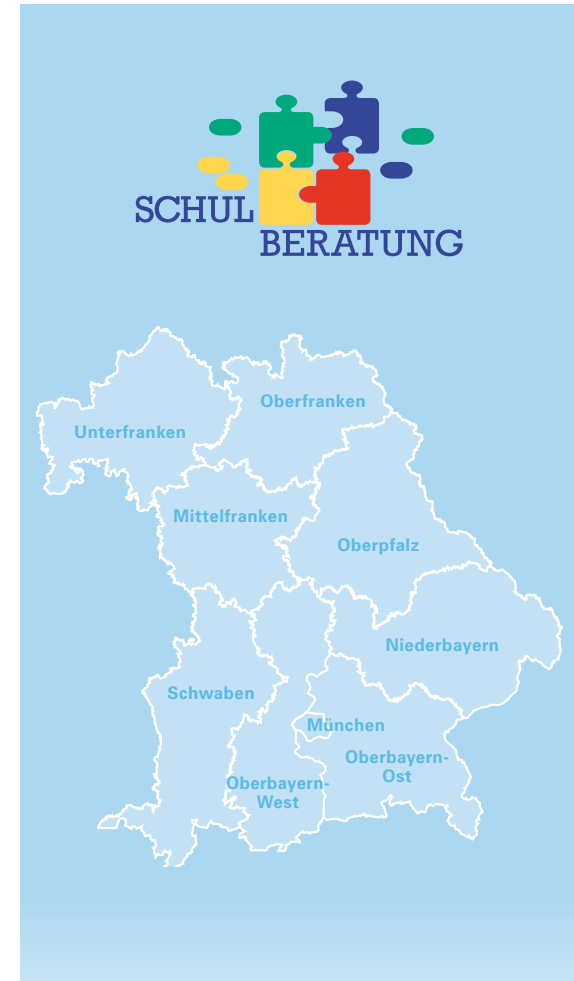 SCHUL
BERATUNG
Oberfranken
Unterfranken
Mittelfranken
Oberpfalz
Niederbayern
Schwaben
München
Oberbayern-
Ost
Oberbayern-
West